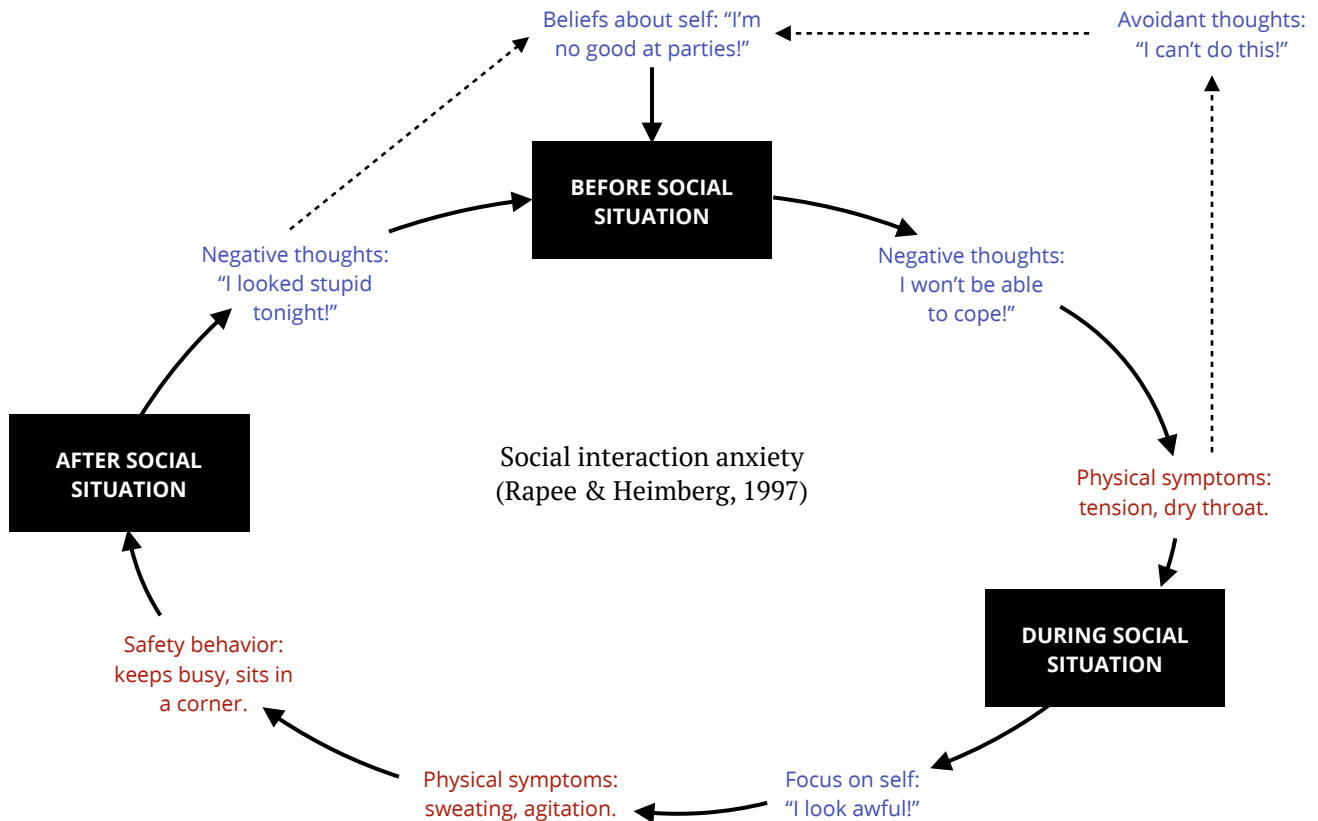 Beliefs about self: “I’m
no good at parties!”
Avoidant thoughts:
“I can’t do this!”
BEFORE SOCIAL
SITUATION
Negative thoughts:
“I looked stupid
tonight!”
Negative thoughts:
I won’t be able
to cope!”
AFTER SOCIAL
SITUATION
Social interaction anxiety
(Rapee & Heimberg, 1997)
Physical symptoms:
tension, dry throat.
DURING SOCIAL
SITUATION
Safety behavior:
keeps busy, sits in
a corner.
Physical symptoms:
sweating, agitation.
Focus on self:
“I look awful!”